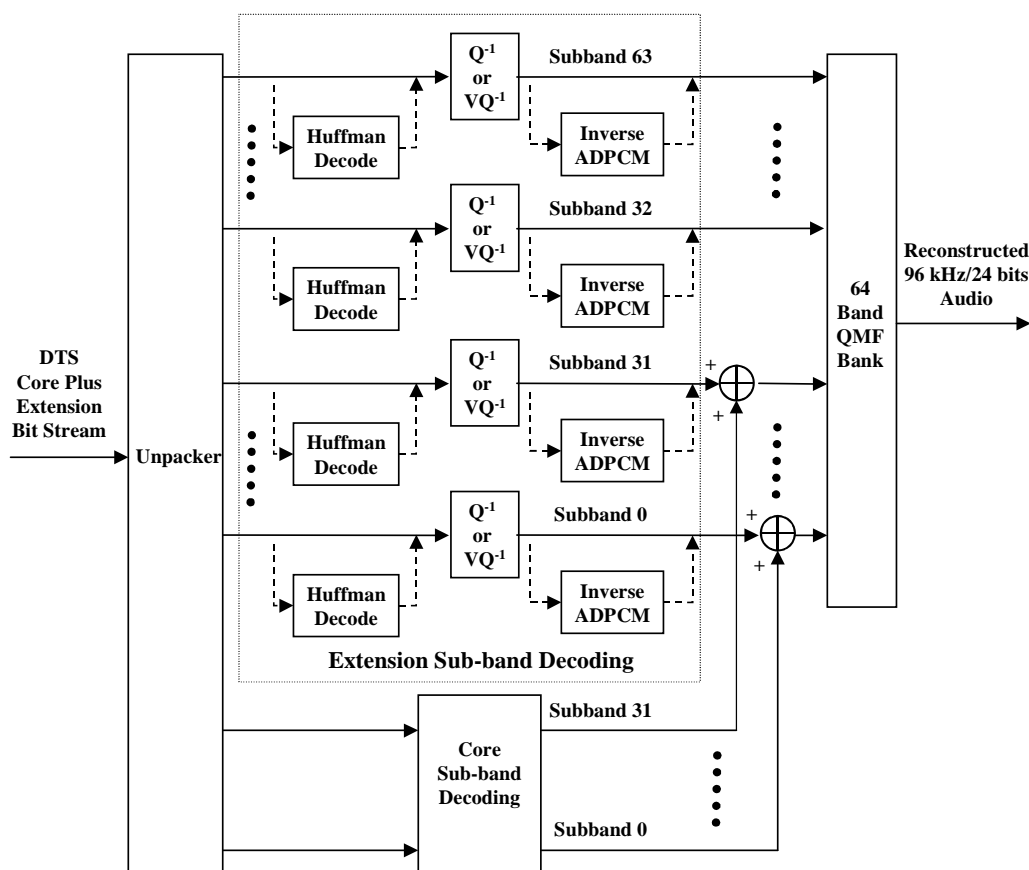 Q⁻¹
or
VQ⁻¹
Subband 63
Huffman
Decode
Inverse
ADPCM
Q⁻¹
or
VQ⁻¹
Subband 32
Huffman
Decode
Inverse
ADPCM
Reconstructed
96 kHz/24 bits
Audio
64
Band
QMF
Bank
DTS
Core Plus
Extension
Bit Stream
Unpacker
Q⁻¹
or
VQ⁻¹
Subband 31
+
+
Huffman
Decode
Inverse
ADPCM
Q⁻¹
or
VQ⁻¹
Subband 0
+
+
Huffman
Decode
Inverse
ADPCM
Extension Sub-band Decoding
Subband 31
Core
Sub-band
Decoding
Subband 0